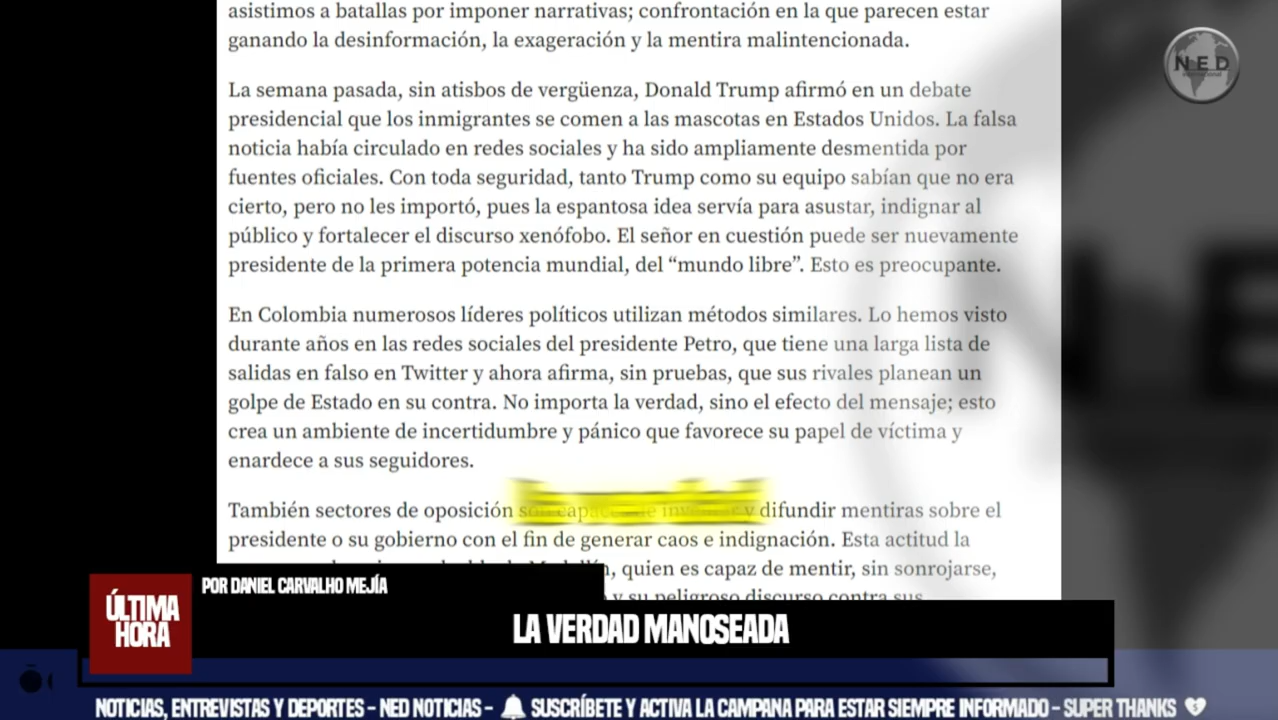 asistimos a batallas por imponer narrativas; confrontación en la que parecen estar
ganando la desinformación, la exageración y la mentira malintencionada.
NED
La semana pasada, sin atisbos de vergüenza, Donald Trump afirmó en un debate
presidencial que los inmigrantes se comen a las mascotas en Estados Unidos. La falsa
noticia había circulado en redes sociales y ha sido ampliamente desmentida por
fuentes oficiales. Con toda seguridad, tanto Trump como su equipo sabían que no era
cierto, pero no les importó, pues la espantosa idea servía para asustar, indignar al
público y fortalecer el discurso xenófobo. El señor en cuestión puede ser nuevamente
presidente de la primera potencia mundial, del “mundo libre”. Esto es preocupante.
En Colombia numerosos líderes políticos utilizan métodos similares. Lo hemos visto
durante años en las redes sociales del presidente Petro, que tiene una larga lista de
salidas en falso en Twitter y ahora afirma, sin pruebas, que sus rivales planean un
golpe de Estado en su contra. No importa la verdad, sino el efecto del mensaje; esto
crea un ambiente de incertidumbre y pánico que favorece su papel de víctima y
enardece a sus seguidores.
También sectores de oposición y difundir mentiras sobre el
presidente o su gobierno con el fin de generar caos e indignación. Esta actitud la
quien es capaz de mentir, sin sonrojarse,
y su peligroso discurso contra sus
POR DANIEL CARVALHO MEJÍA
ÚLTIMA
HORA
LA VERDAD MANOSEADA
NOTICIAS, ENTREVISTAS Y DEPORTES - NED NOTICIAS - SUSCRÍBETE Y ACTIVA LA CAMPANA PARA ESTAR SIEMPRE INFORMADO - SUPER THANKS